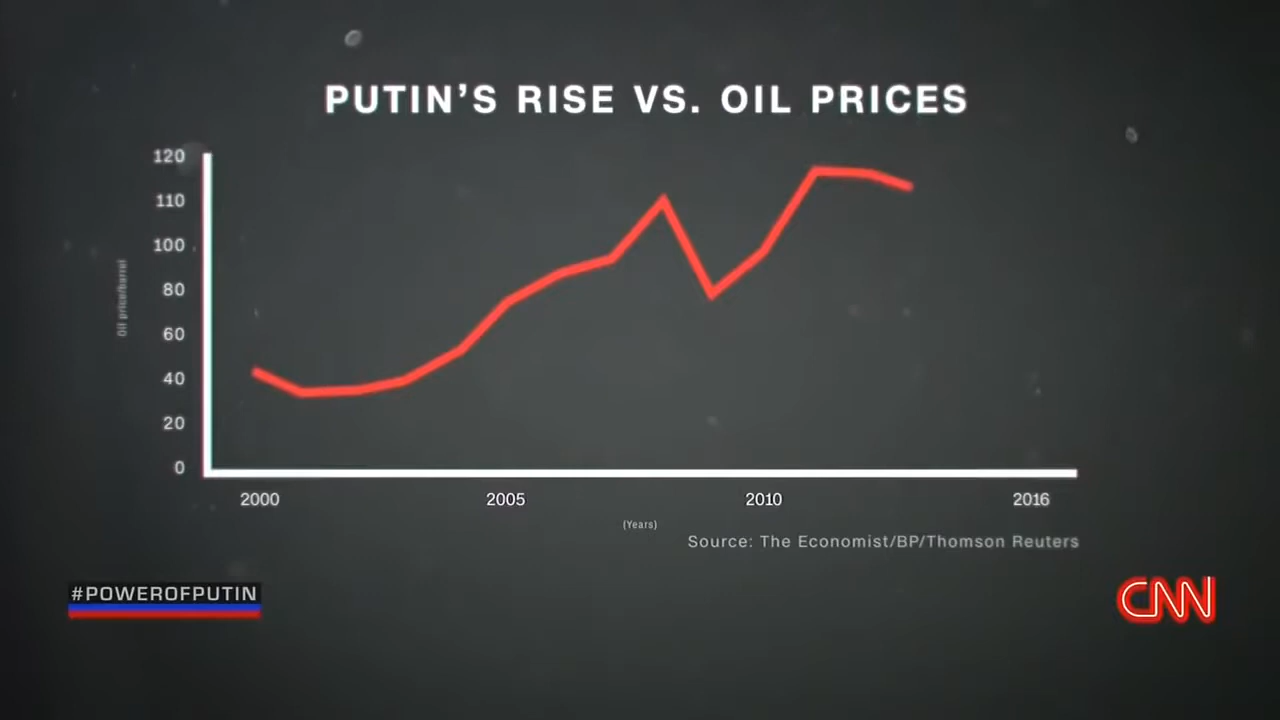 PUTIN'S RISE VS. OIL PRICES
120
110
100
80
60
40
20
0
Oil price/barrel
2000 2005 2010 2016
(Years)
Source: The Economist/BP/Thomson Reuters
#POWEROFPUTIN
CNN